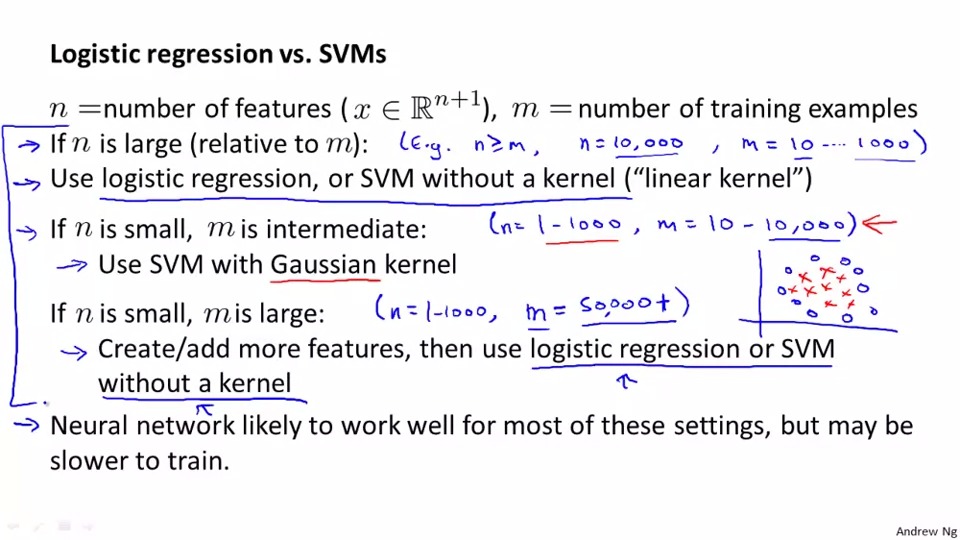 Logistic regression vs. SVMs
n =number of features ( x ∈ ℝⁿ⁺¹), m = number of training examples
→ If n is large (relative to m): (E.g. n ≥ m, n = 10,000 , m = 10 .... 1000)
→ Use logistic regression, or SVM without a kernel (“linear kernel”)
→ If n is small, m is intermediate: (n = 1 - 1000 , m = 10 - 10,000) ←
→ Use SVM with Gaussian kernel
If n is small, m is large: (n = 1 - 1000, m = 50,000+)
→ Create/add more features, then use logistic regression or SVM
without a kernel
→ Neural network likely to work well for most of these settings, but may be
slower to train.
Andrew Ng